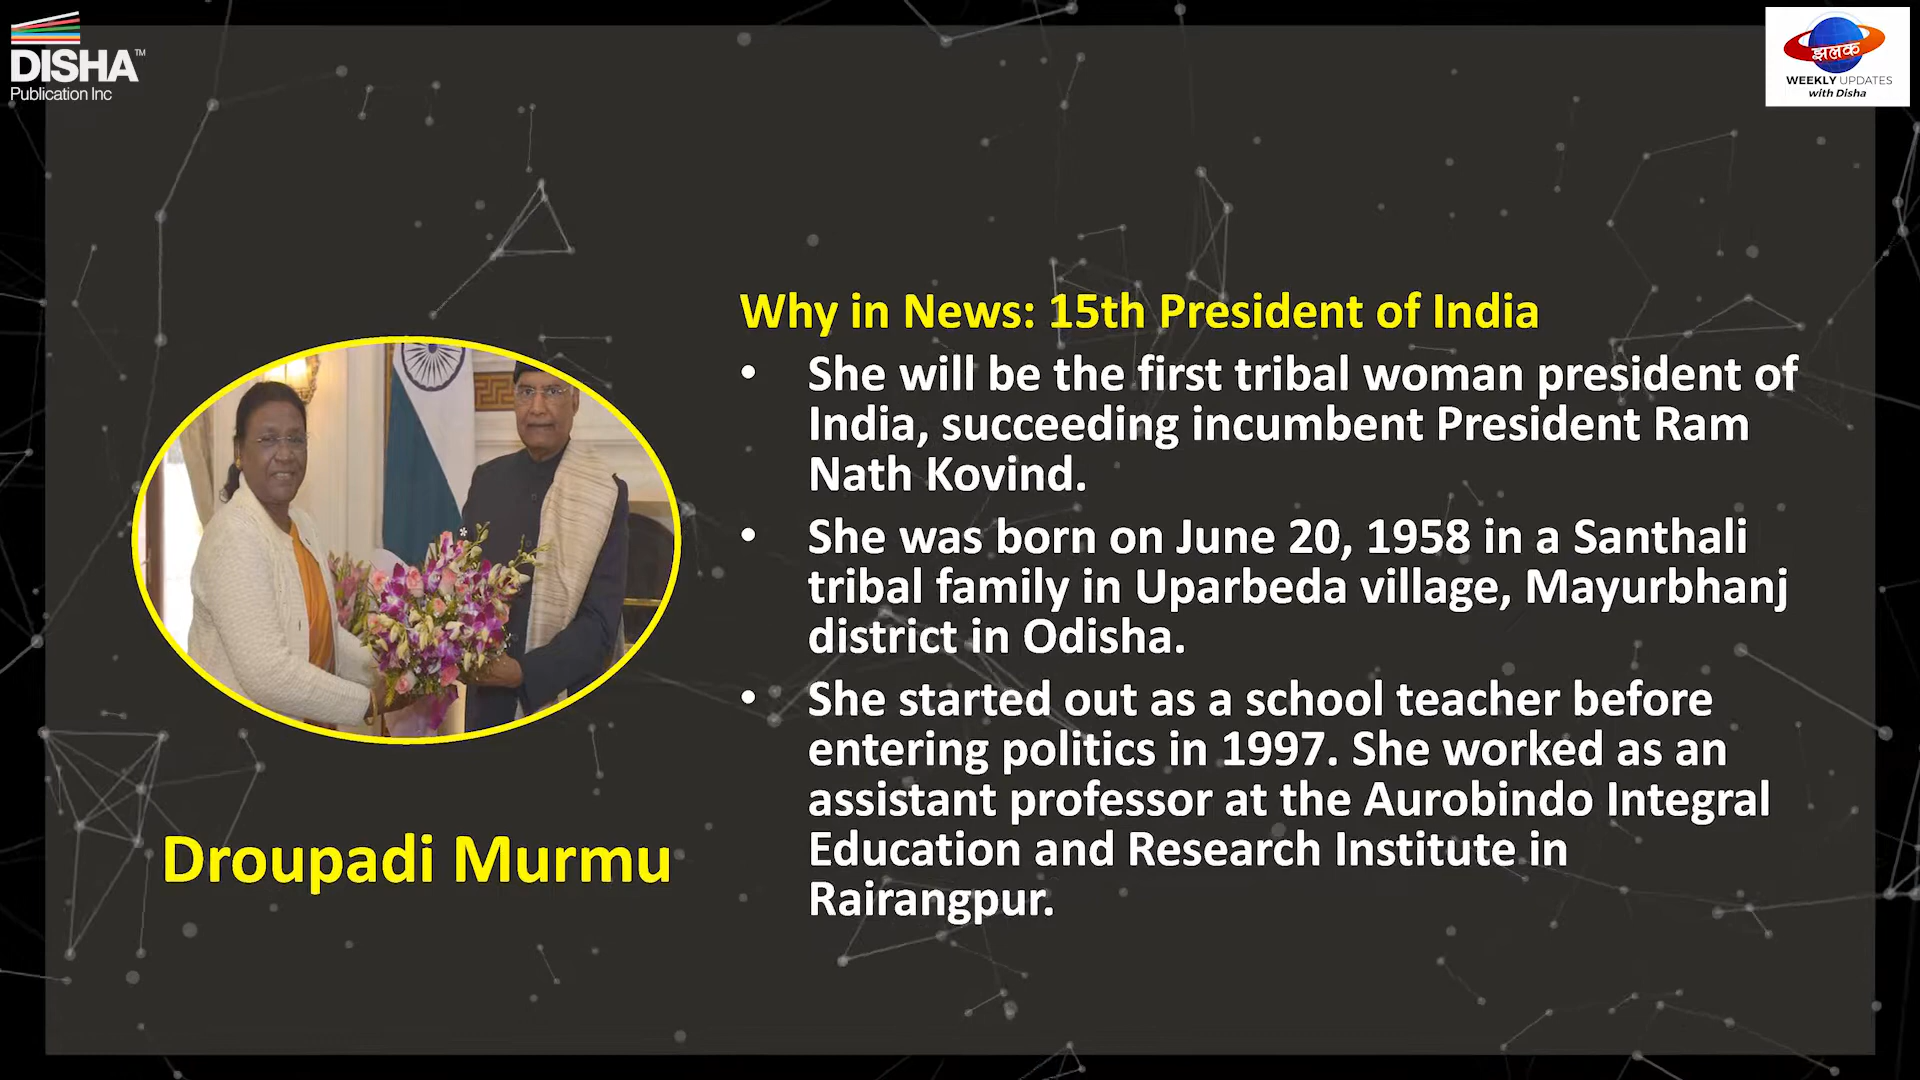 DISHA™
Publication Inc
झलक
WEEKLY UPDATES
with Disha
Why in News: 15th President of India
• She will be the first tribal woman president of
India, succeeding incumbent President Ram
Nath Kovind.
• She was born on June 20, 1958 in a Santhali
tribal family in Uparbeda village, Mayurbhanj
district in Odisha.
• She started out as a school teacher before
entering politics in 1997. She worked as an
assistant professor at the Aurobindo Integral
Education and Research Institute in
Rairangpur.
Droupadi Murmu